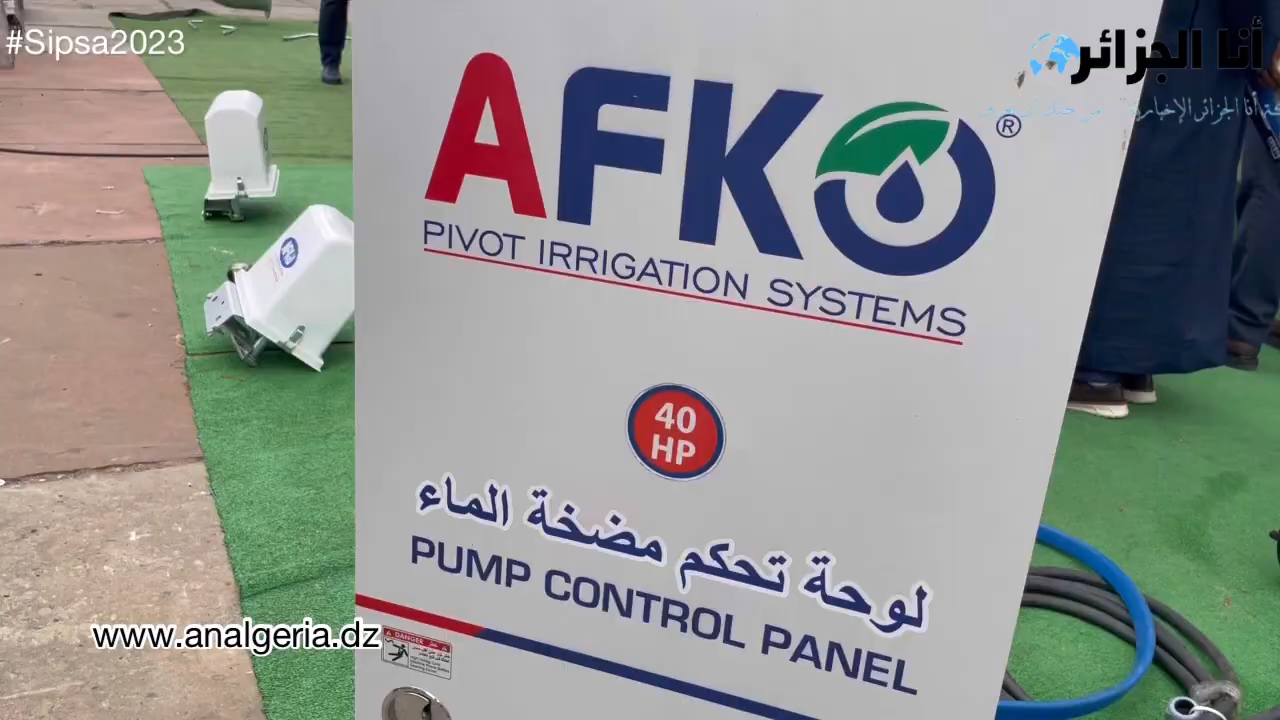 #Sipsa2023
أنا الجزائر
AFKO®
PIVOT IRRIGATION SYSTEMS
40
HP
لوحة تحكم مضخة الماء
PUMP CONTROL PANEL
www.analgeria.dz
DANGER